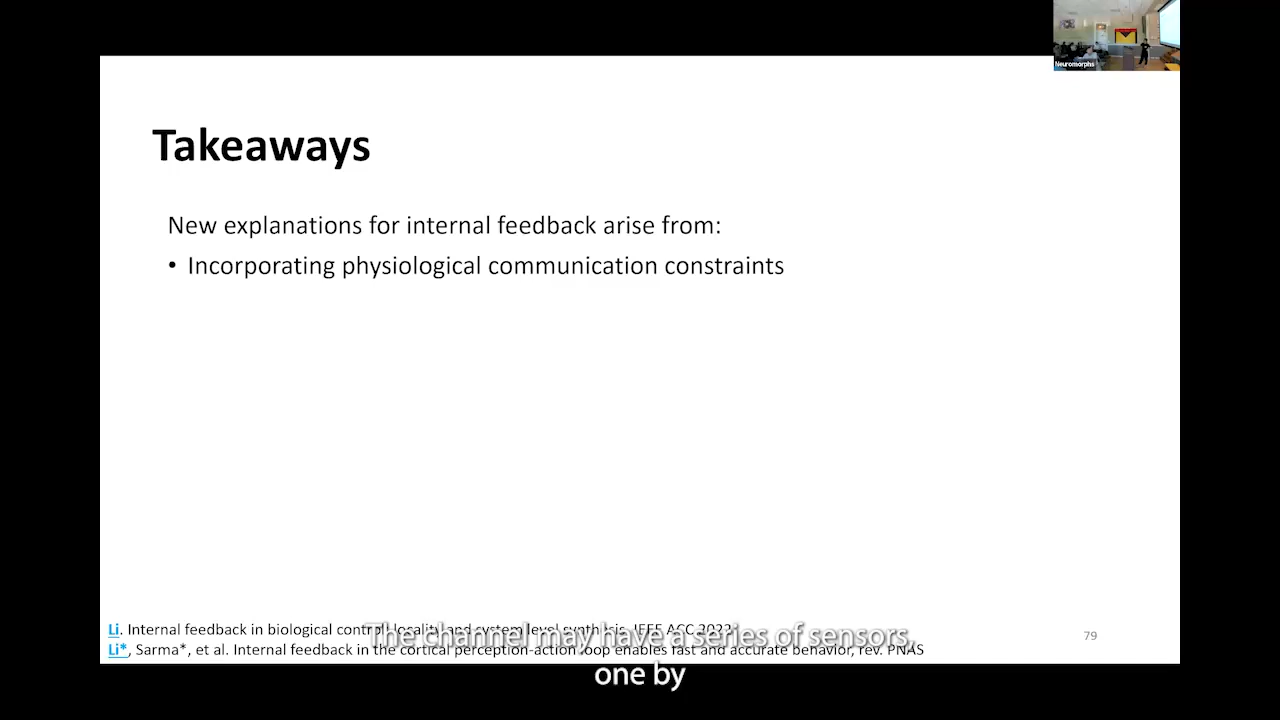 Neuromorphs
Takeaways
New explanations for internal feedback arise from:
• Incorporating physiological communication constraints
Li. Internal feedback in biological control: locality and system level synthesis, IEEE ACC 2022
Li*, Sarma*, et al. Internal feedback in the cortical perception-action loop enables fast and accurate behavior, rev. PNAS
79
The channel may have a series of sensors,
one by